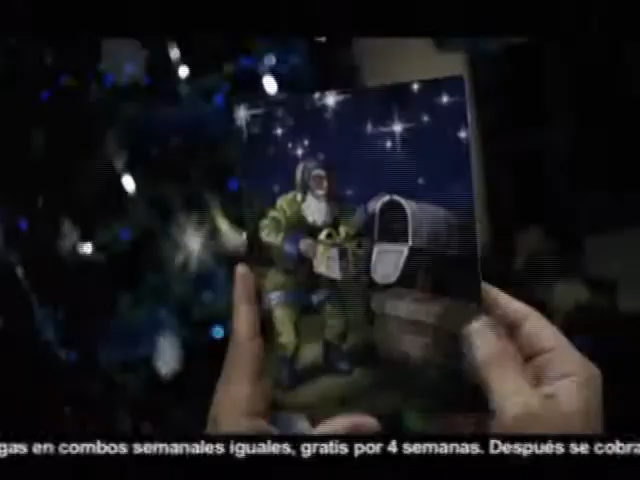 gas en combos semanales iguales, gratis por 4 semanas. Después se cobra